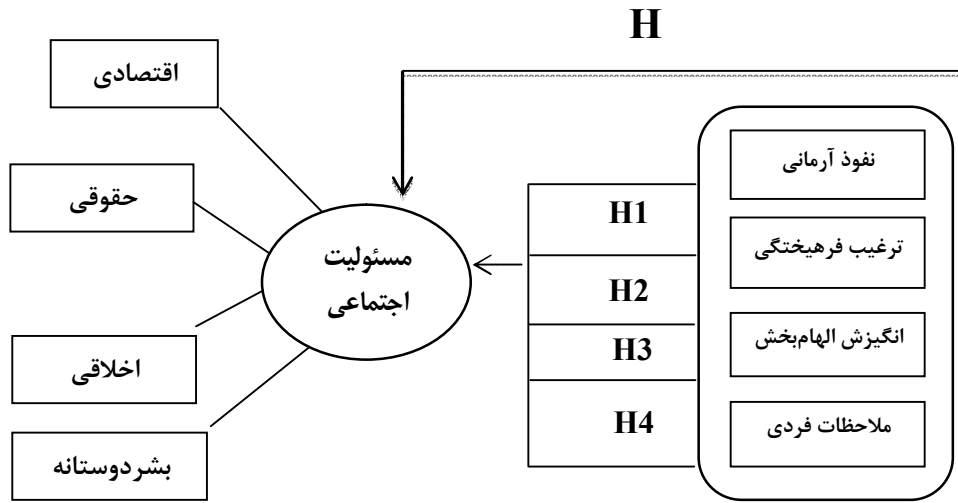 H
نفوذ آرمانی
ترغیب فرهیختگی
انگیزش الهام‌بخش
ملاحظات فردی
H1
H2
H3
H4
مسئولیت
اجتماعی
اقتصادی
حقوقی
اخلاقی
بشردوستانه